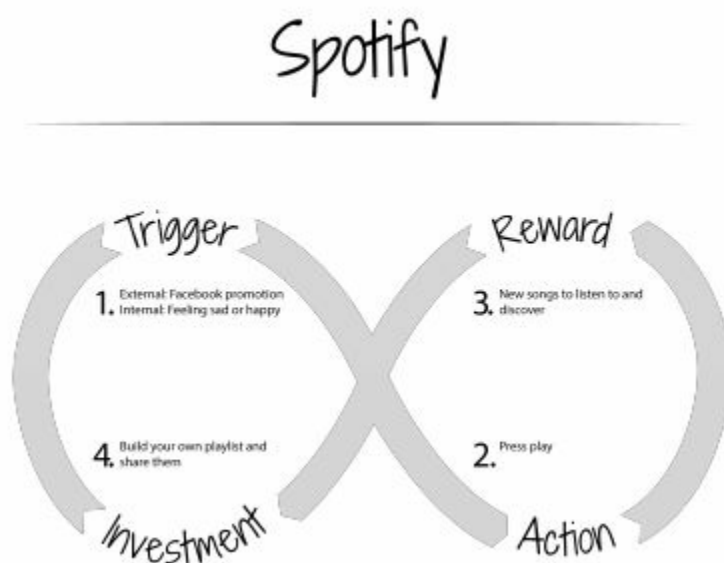 Spotify
Trigger
1. External: Facebook promotion
Internal: Feeling sad or happy
Reward
3. New songs to listen to and
discover
4. Build your own playlist and
share them
Investment
2. Press play
Action